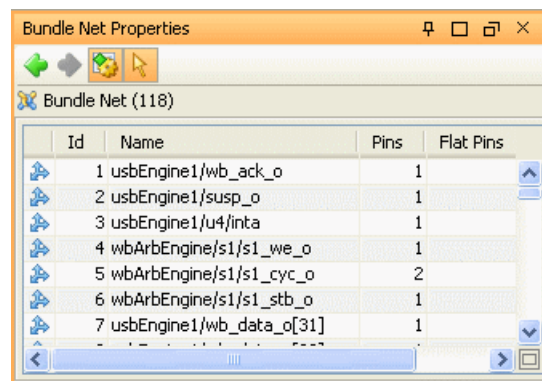 Bundle Net Properties
Bundle Net (118)
Id Name Pins Flat Pins
1 usbEngine1/wb_ack_o 1
2 usbEngine1/susp_o 1
3 usbEngine1/u4/inta 1
4 wbArbEngine/s1/s1_we_o 1
5 wbArbEngine/s1/s1_cyc_o 2
6 wbArbEngine/s1/s1_stb_o 1
7 usbEngine1/wb_data_o[31] 1